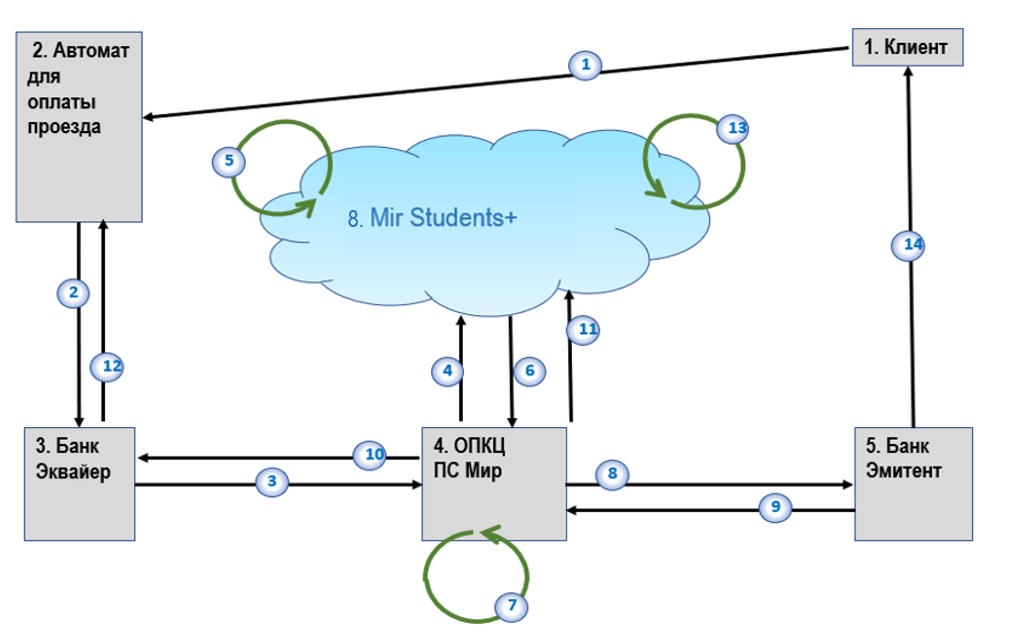 2. Автомат
для
оплаты
проезда
1. Клиент
1
5
13
8. Mir Students+
2
12
14
4
6
11
3. Банк
Эквайер
4. ОПКЦ
ПС Мир
5. Банк
Эмитент
10
3
8
9
7